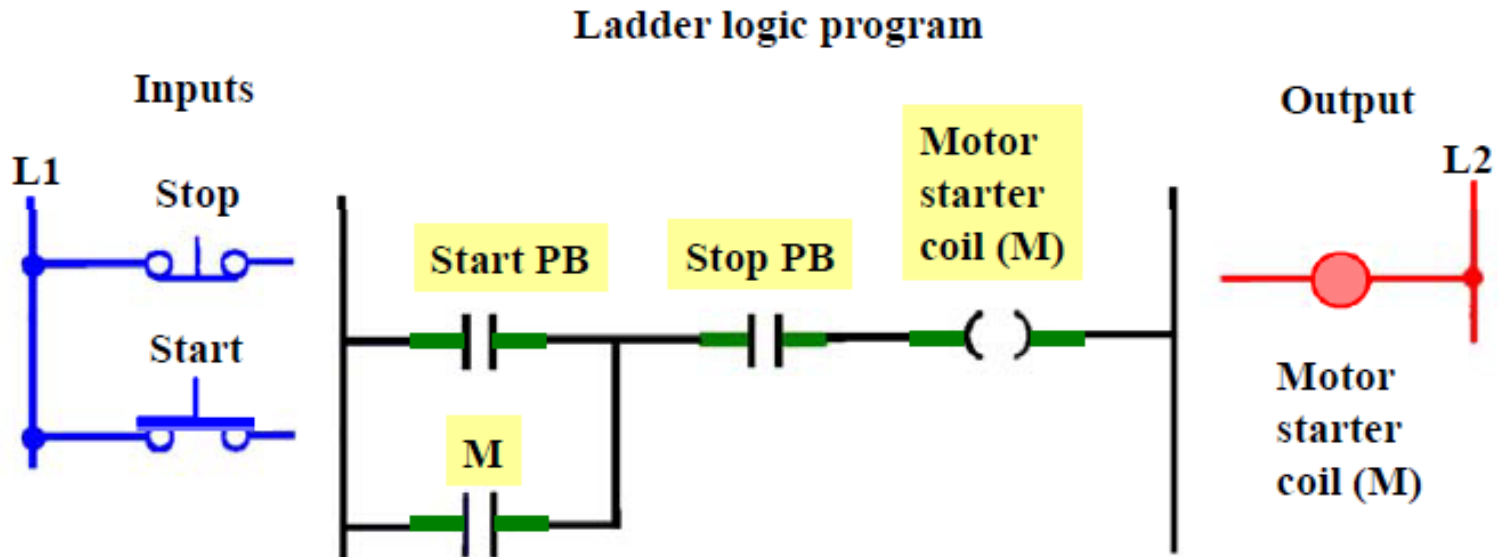 Ladder logic program
Inputs
L1
Stop
Start
Start PB
M
Stop PB
Motor
starter
coil (M)
Output
L2
Motor
starter
coil (M)